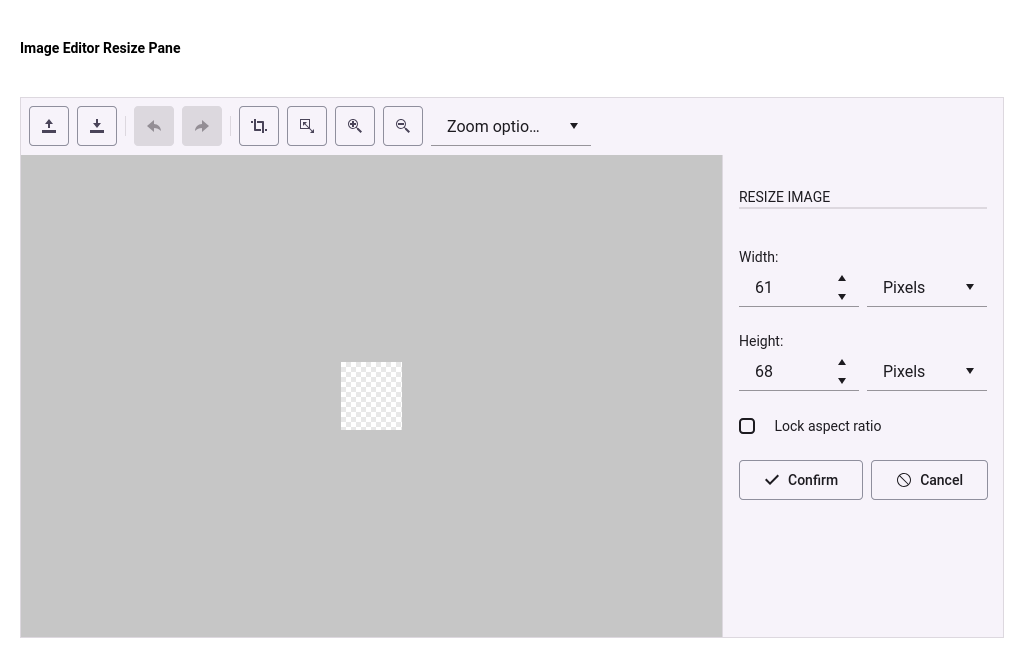 Image Editor Resize Pane
Zoom optio...
RESIZE IMAGE
Width:
61
Pixels
Height:
68
Pixels
Lock aspect ratio
Confirm
Cancel